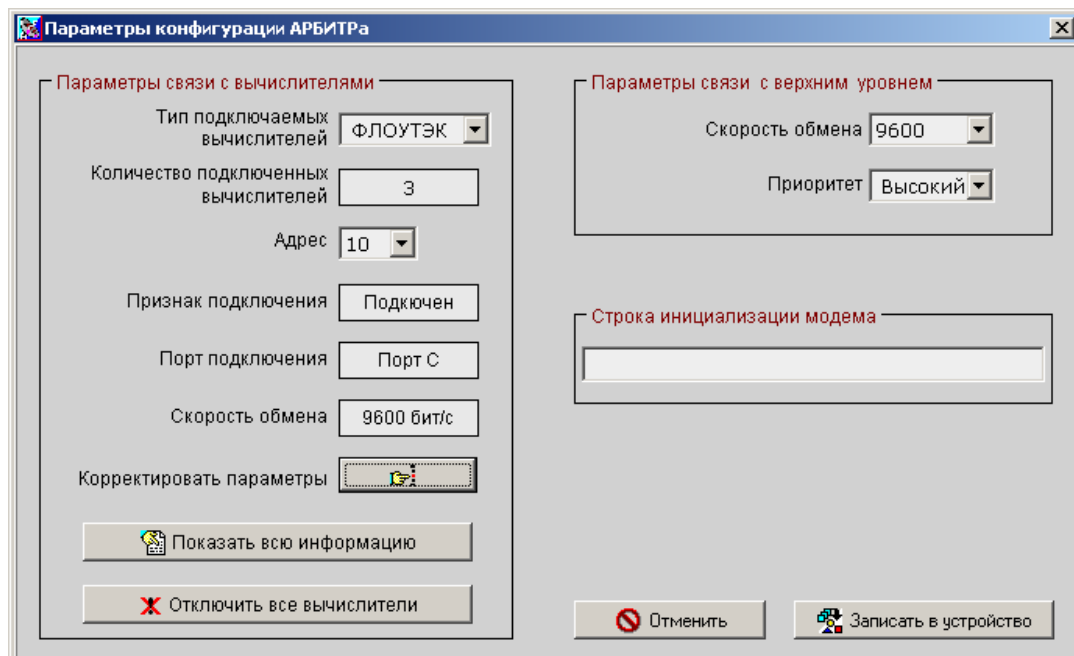 Параметры конфигурации АРБИТРа
Параметры связи с вычислителями
Тип подключаемых
вычислителей
ФЛОУТЭК
Количество подключенных
вычислителей
3
Адрес
10
Признак подключения
Подкючен
Порт подключения
Порт С
Скорость обмена
9600 бит/с
Корректировать параметры
Показать всю информацию
Отключить все вычислители
Параметры связи с верхним уровнем
Скорость обмена
9600
Приоритет
Высокий
Строка инициализации модема
Отменить
Записать в устройство